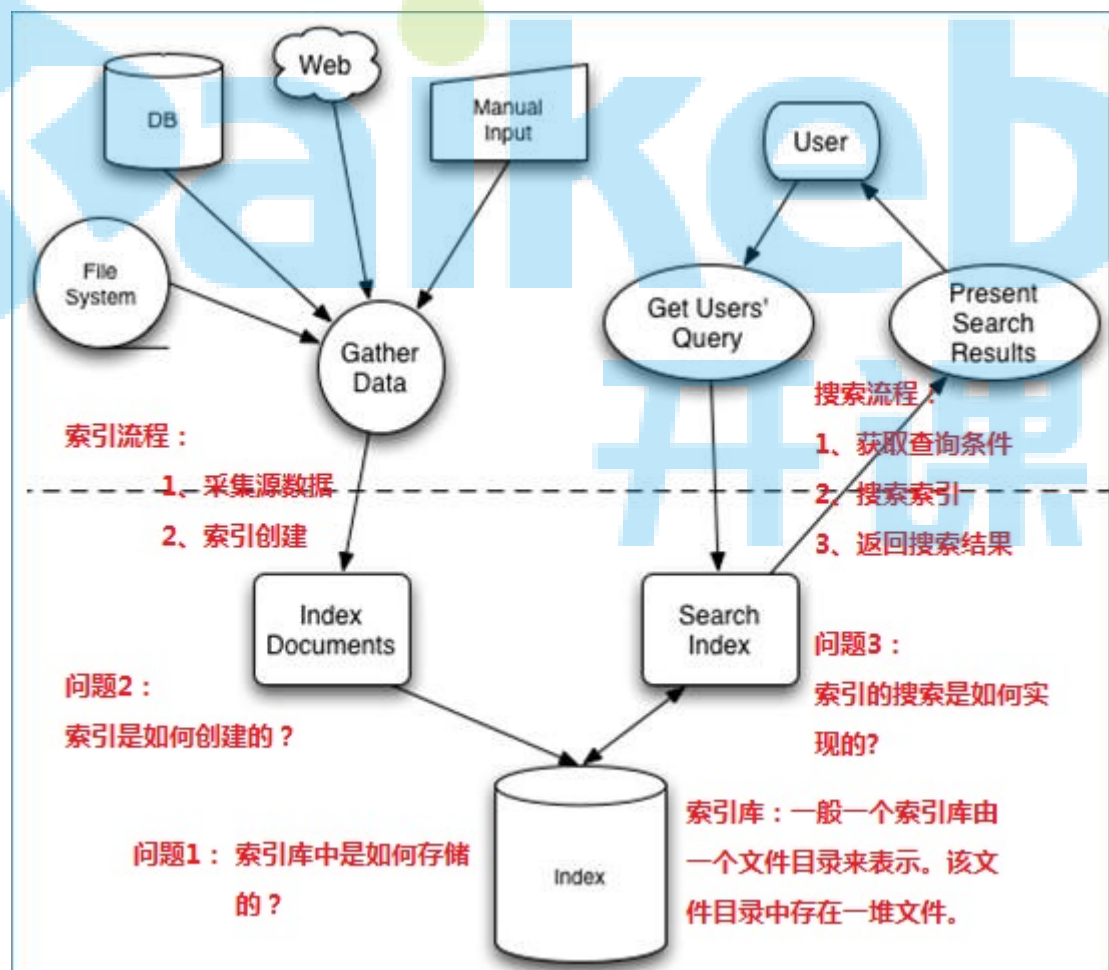 aikeb
开课
Web
DB
Manual
Input
User
File
System
Gather
Data
Get Users'
Query
Present
Search
Results
索引流程：
1、采集源数据
2、索引创建
搜索流程：
1、获取查询条件
2、搜索索引
3、返回搜索结果
Index
Documents
Search
Index
问题2：
索引是如何创建的？
问题3：
索引的搜索是如何实
现的?
Index
问题1： 索引库中是如何存储
的？
索引库：一般一个索引库由
一个文件目录来表示。该文
件目录中存在一堆文件。